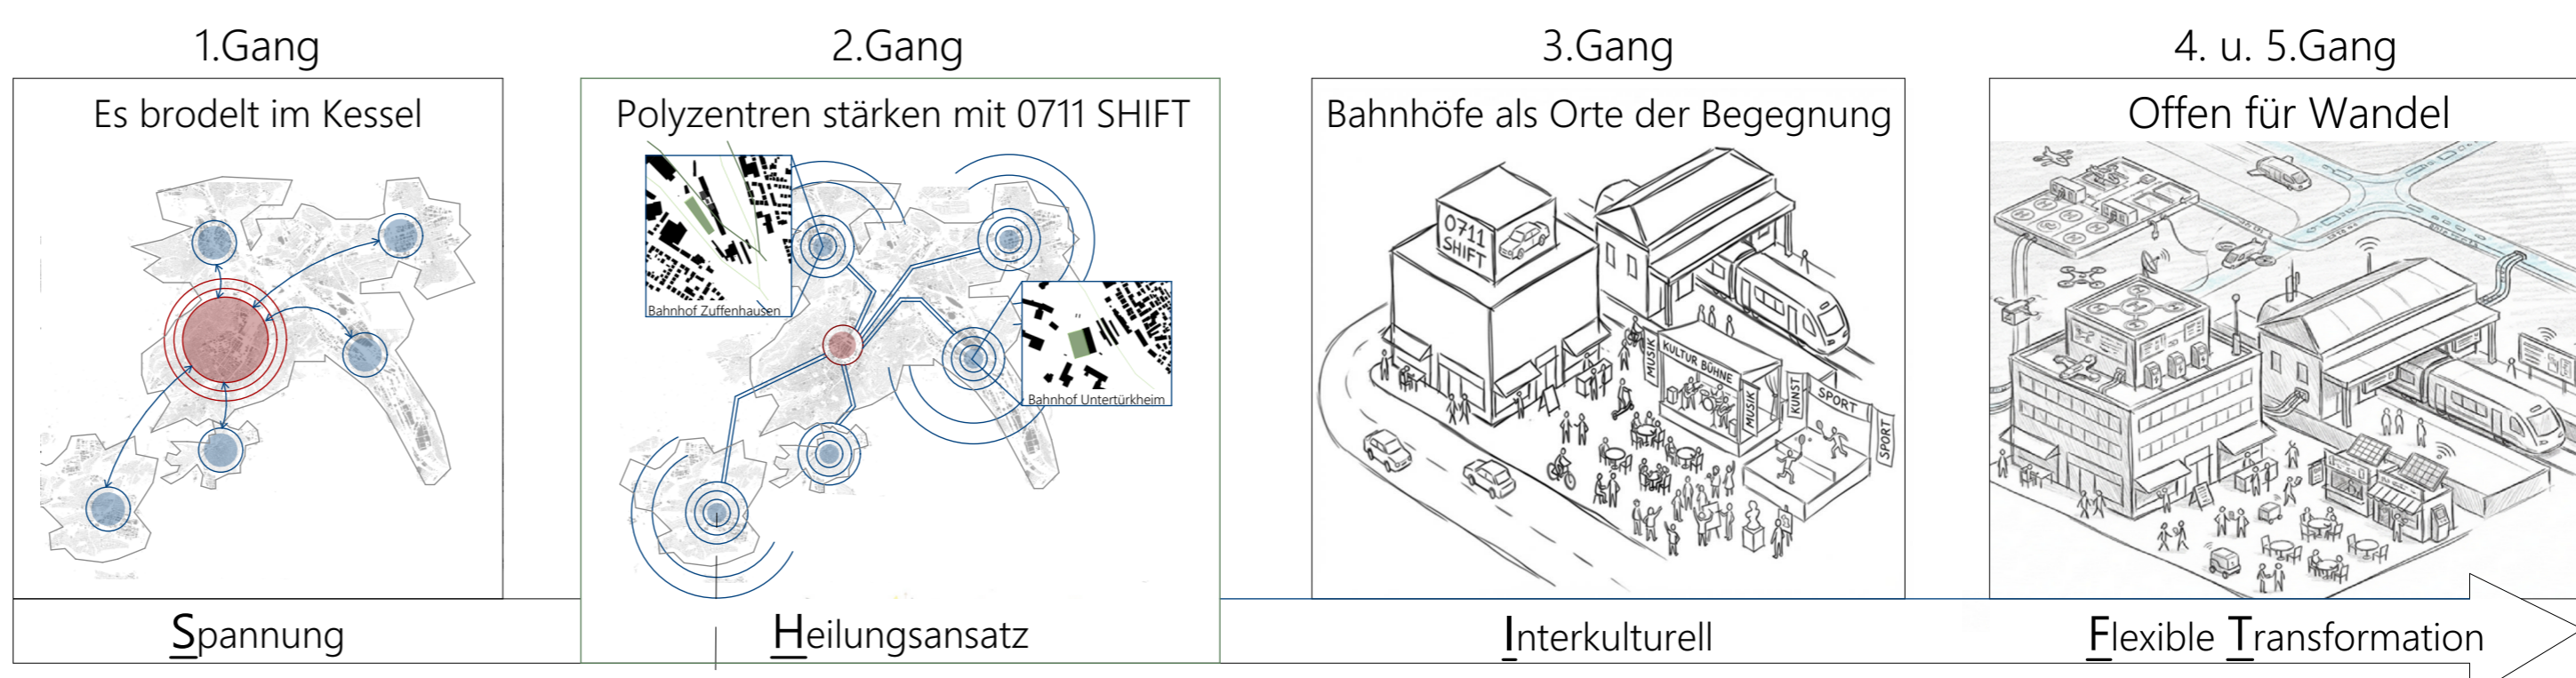 1.Gang
Es brodelt im Kessel
Spannung
2.Gang
Polyzentren stärken mit 0711 SHIFT
Bahnhof Zuffenhausen
Bahnhof Untertürkheim
Heilungsansatz
3.Gang
Bahnhöfe als Orte der Begegnung
0711
SHIFT
MUSIK
KULTUR BÜHNE
MUSIK
KUNST
SPORT
SPORT
Interkulturell
4. u. 5.Gang
Offen für Wandel
Flexible Transformation